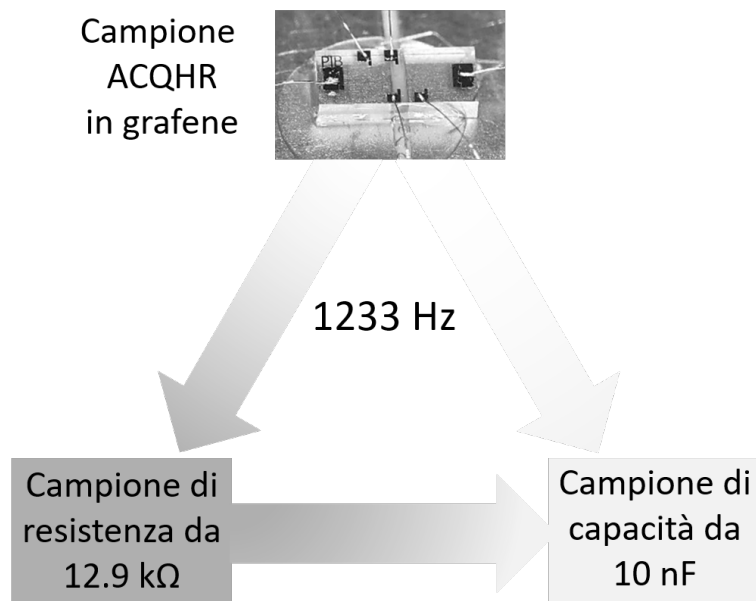 Campione
ACQHR
in grafene
PTB
1233 Hz
Campione di
resistenza da
12.9 kΩ
Campione di
capacità da
10 nF